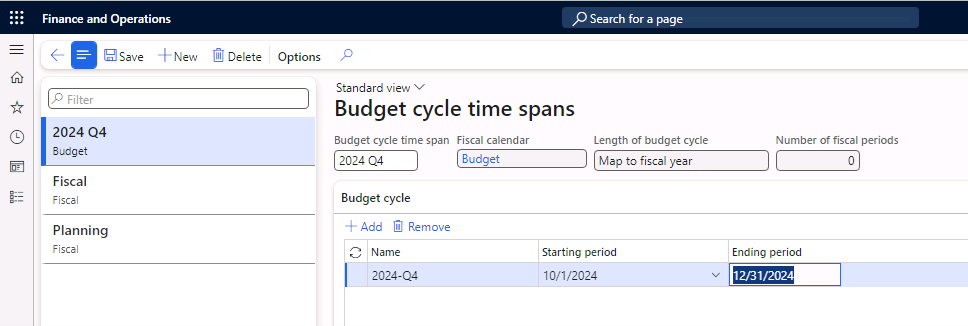 Finance and Operations
Search for a page
Save New Delete Options
Filter
2024 Q4
Budget
Fiscal
Fiscal
Planning
Fiscal
Standard view
Budget cycle time spans
Budget cycle time span Fiscal calendar Length of budget cycle Number of fiscal periods
2024 Q4 Budget Map to fiscal year 0
Budget cycle
Add Remove
Name Starting period Ending period
2024-Q4 10/1/2024 12/31/2024